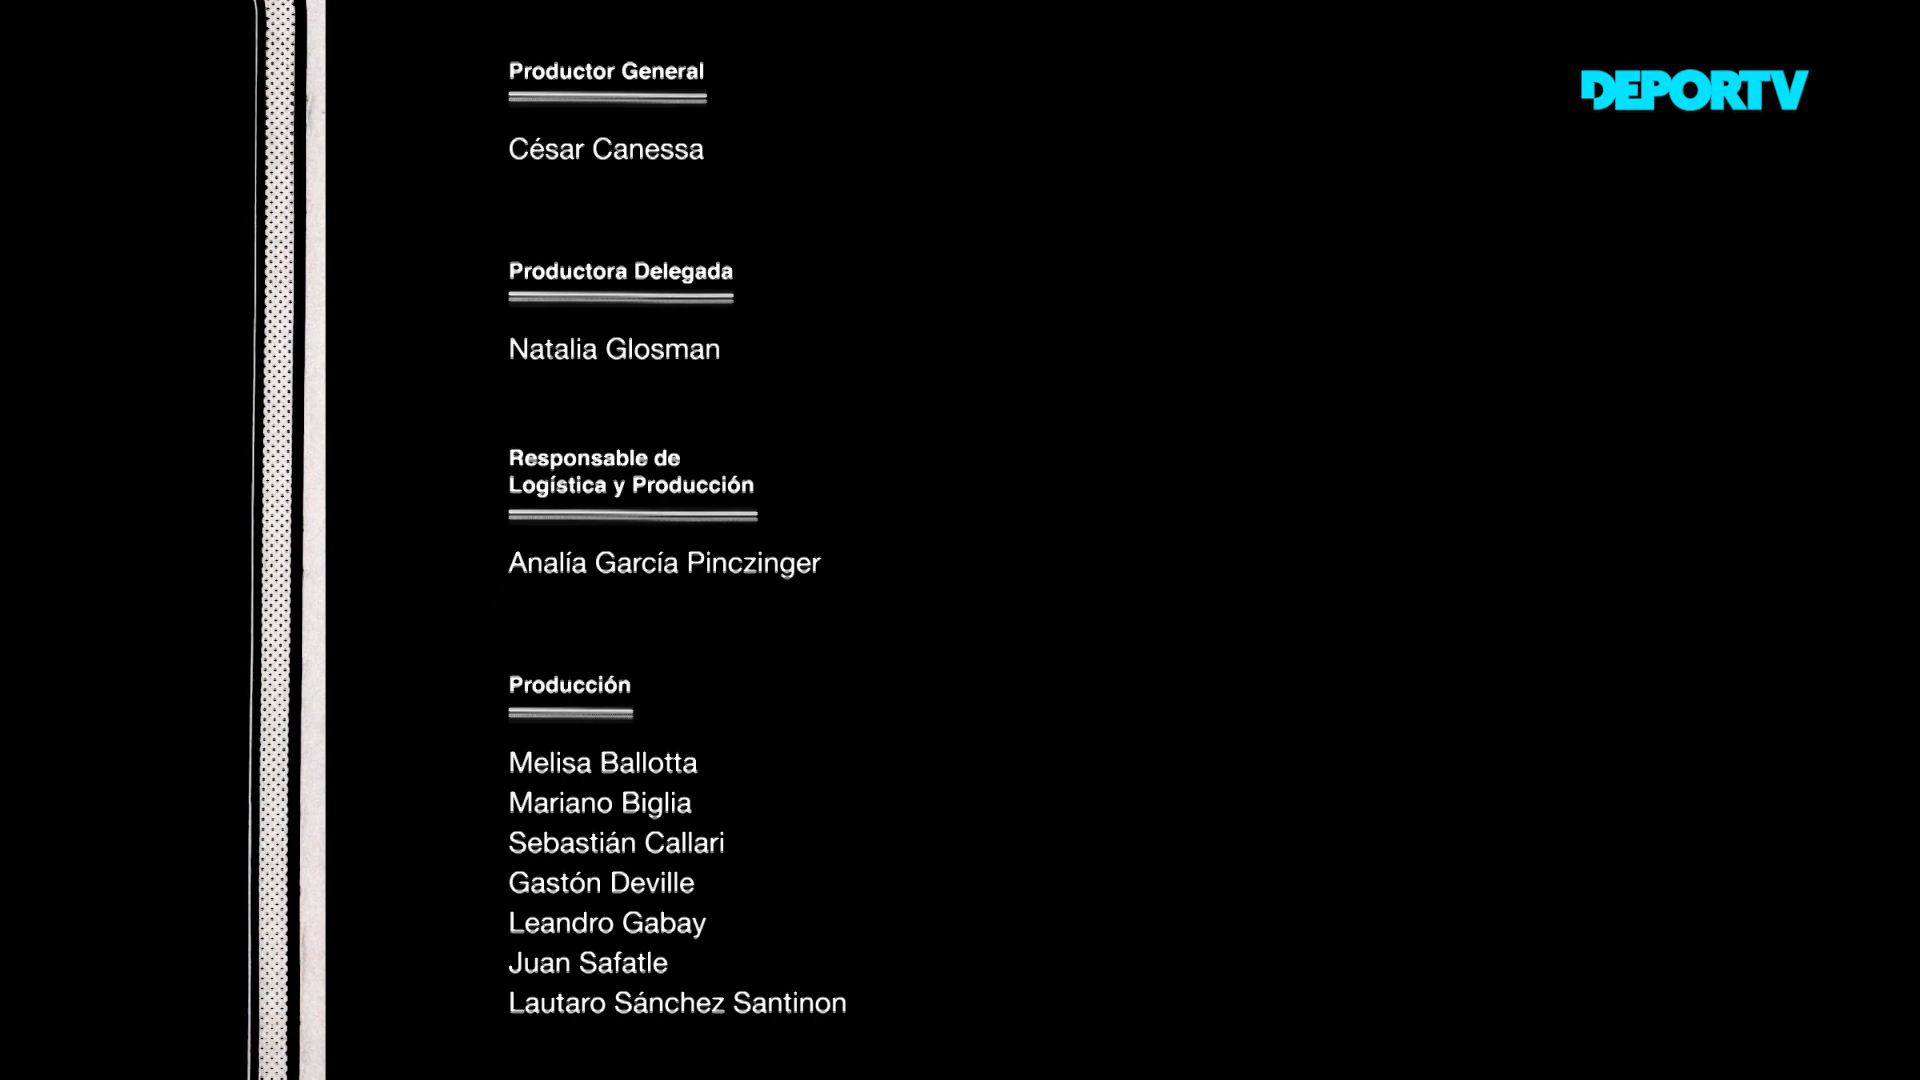 Productor General
DEPORTV
César Canessa
Productora Delegada
Natalia Glosman
Responsable de
Logística y Producción
Analía García Pinczinger
Producción
Melisa Ballotta
Mariano Biglia
Sebastián Callari
Gastón Deville
Leandro Gabay
Juan Safatle
Lautaro Sánchez Santinon